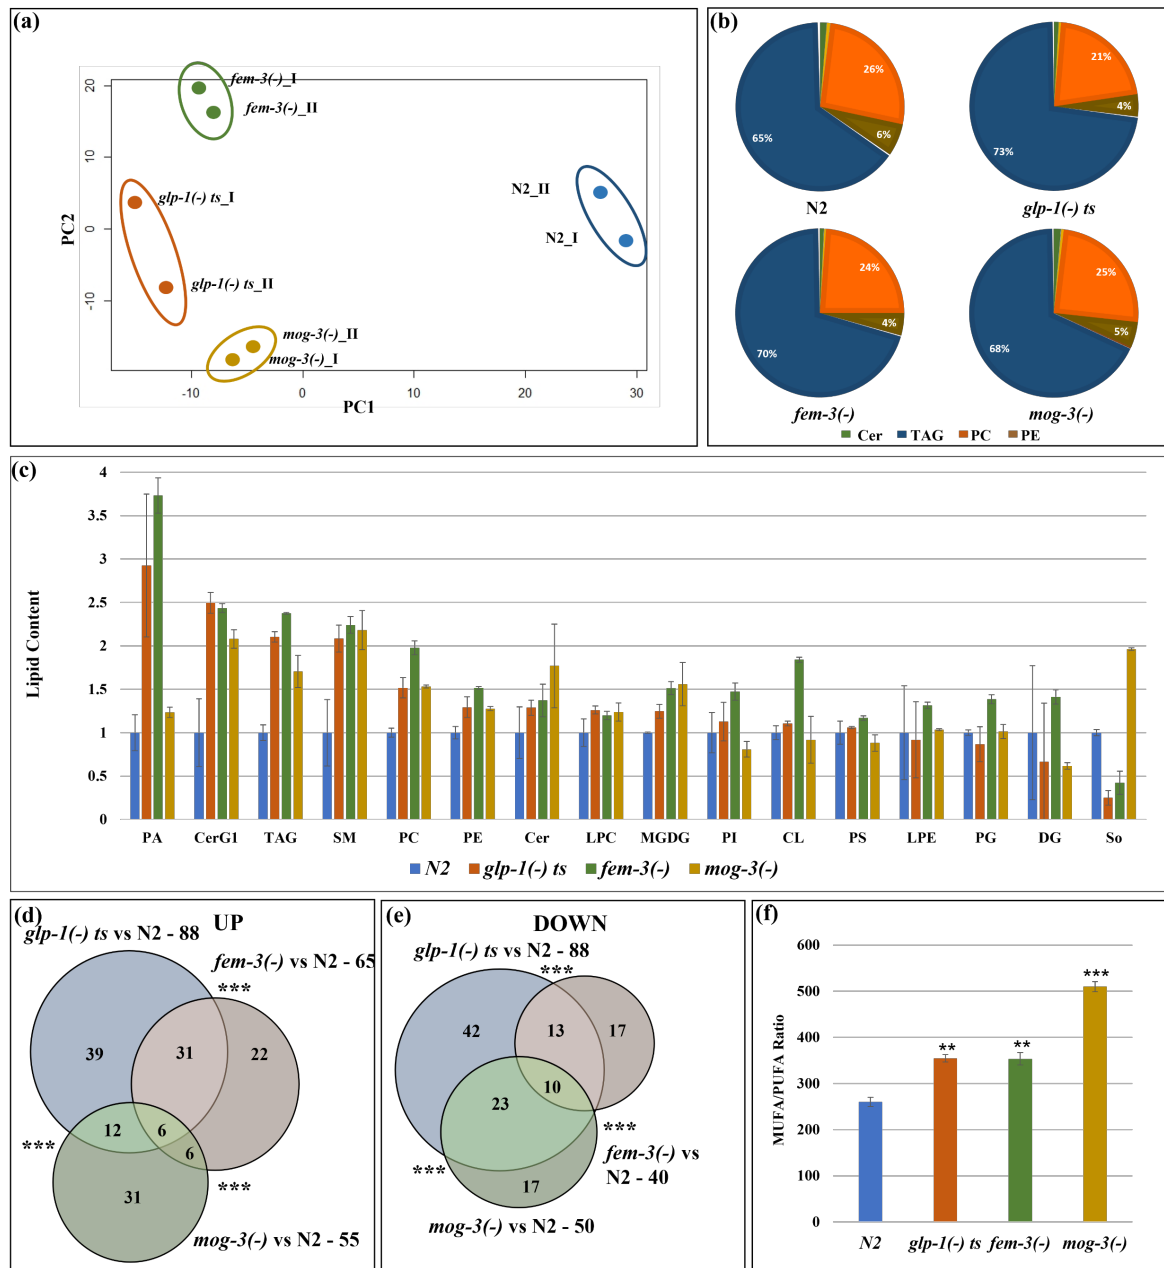 (a)
fem-3(-)_I
fem-3(-)_II
glp-1(-) ts_I
glp-1(-) ts_II
mog-3(-)_II
mog-3(-)_I
N2_II
N2_I
20
10
0
-10
PC2
-10
0
10
20
30
PC1
(b)
26%
6%
65%
N2
21%
4%
73%
glp-1(-) ts
24%
4%
70%
fem-3(-)
25%
5%
68%
mog-3(-)
Cer TAG PC PE
(c)
4
3.5
3
2.5
2
1.5
1
0.5
0
Lipid Content
PA CerG1 TAG SM PC PE Cer LPC MGDG PI CL PS LPE PG DG So
N2 glp-1(-) ts fem-3(-) mog-3(-)
(d)
UP
glp-1(-) ts vs N2 - 88
fem-3(-) vs N2 - 65
***
39
31
22
12
6
6
***
***
31
mog-3(-) vs N2 - 55
(e)
DOWN
glp-1(-) ts vs N2 - 88
***
42
13
17
10
23
***
fem-3(-) vs
N2 - 40
***
17
mog-3(-) vs N2 - 50
(f)
600
500
400
300
200
100
0
MUFA/PUFA Ratio
**
**
***
N2 glp-1(-) ts fem-3(-) mog-3(-)